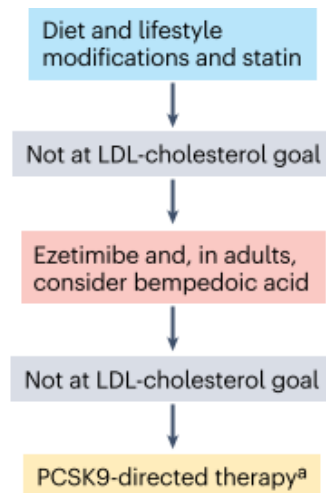 Diet and lifestyle
modifications and statin
Not at LDL-cholesterol goal
Ezetimibe and, in adults,
consider bempedoic acid
Not at LDL-cholesterol goal
PCSK9-directed therapyᵃ